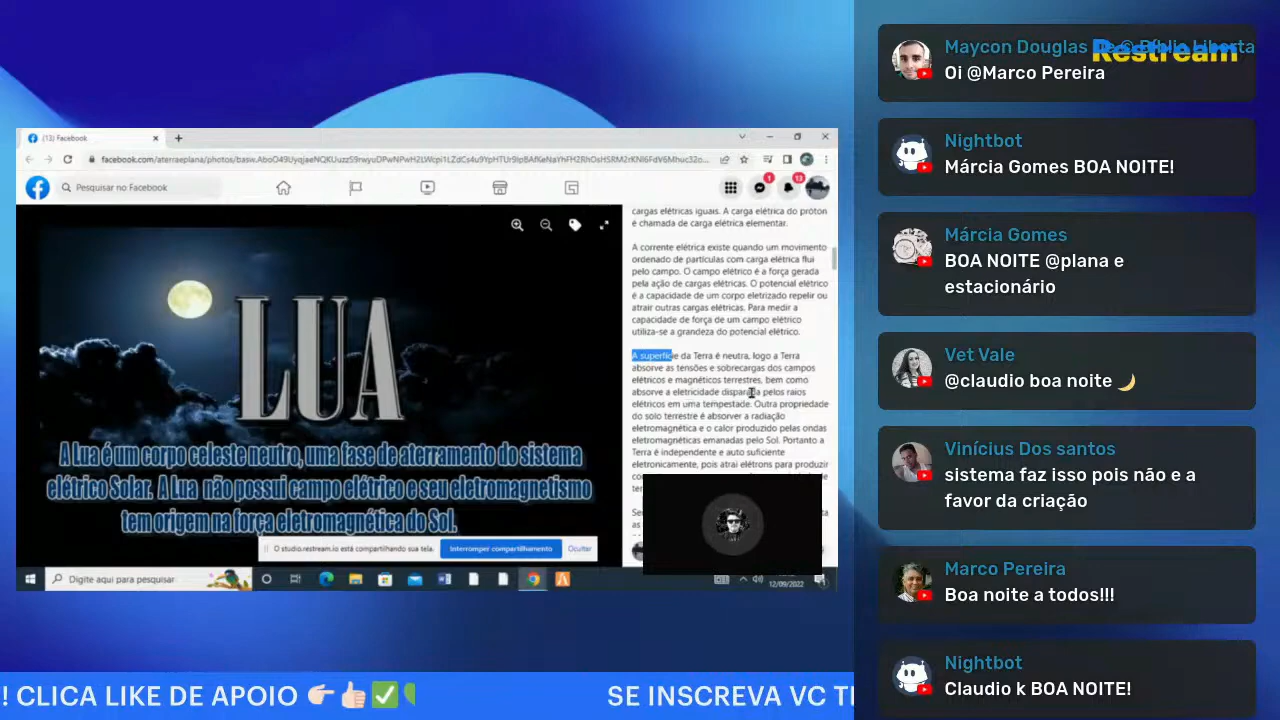 (13) Facebook
Pesquisar no Facebook
1
13
LUA
A Lua é um corpo celeste neutro, uma fase de aterramento do sistema
elétrico Solar. A Lua não possui campo elétrico e seu eletromagnetismo
tem origem na força eletromagnética do Sol.
cargas elétricas iguais. A carga elétrica do próton
é chamada de carga elétrica elementar.
A corrente elétrica existe quando um movimento
ordenado de partículas com carga elétrica flui
pelo campo. O campo elétrico é a força gerada
pela ação de cargas elétricas. O potencial elétrico
é a capacidade de um corpo eletrizado repelir ou
atrair outras cargas elétricas. Para medir a
capacidade de força de um campo elétrico
utiliza-se a grandeza do potencial elétrico.
A superfície da Terra é neutra, logo a Terra
absorve as tensões e sobrecargas dos campos
elétricos e magnéticos terrestres, bem como
absorve a eletricidade disparada pelos raios
elétricos em uma tempestade. Outra propriedade
do solo terrestre é absorver a radiação
eletromagnética e o calor produzido pelas ondas
eletromagnéticas emanadas pelo Sol. Portanto a
Terra é independente e auto suficiente
eletronicamente, pois atrai elétrons para produzir
O studio.restream.io está compartilhando sua tela.
Interromper compartilhamento
Ocultar
Digite aqui para pesquisar
12/09/2022
Maycon Douglas
Restream
Oi @Marco Pereira
Nightbot
Márcia Gomes BOA NOITE!
Márcia Gomes
BOA NOITE @plana e
estacionário
Vet Vale
@claudio boa noite 🌙
Vinícius Dos santos
sistema faz isso pois não e a
favor da criação
Marco Pereira
Boa noite a todos!!!
Nightbot
Claudio k BOA NOITE!
! CLICA LIKE DE APOIO 👉🏻👍🏻✅
SE INSCREVA VC